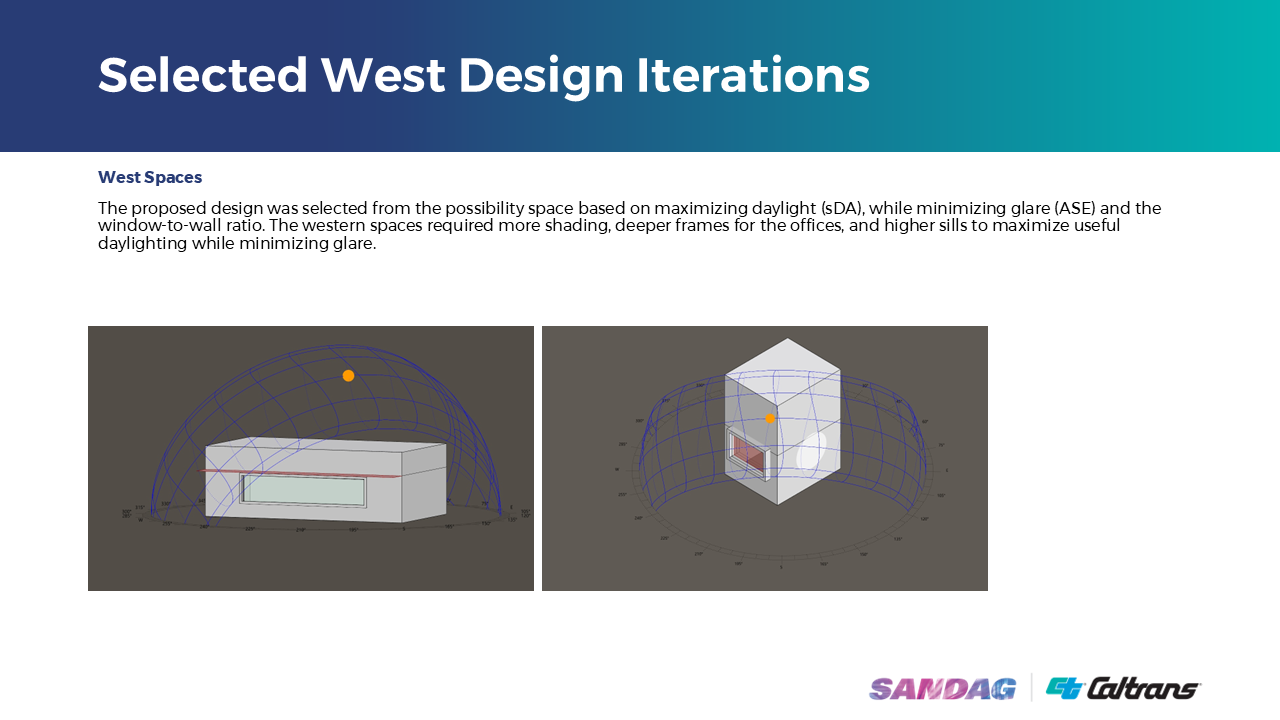 Selected West Design Iterations
West Spaces
The proposed design was selected from the possibility space based on maximizing daylight (sDA), while minimizing glare (ASE) and the
window-to-wall ratio. The western spaces required more shading, deeper frames for the offices, and higher sills to maximize useful
daylighting while minimizing glare.
SANDAG
Caltrans